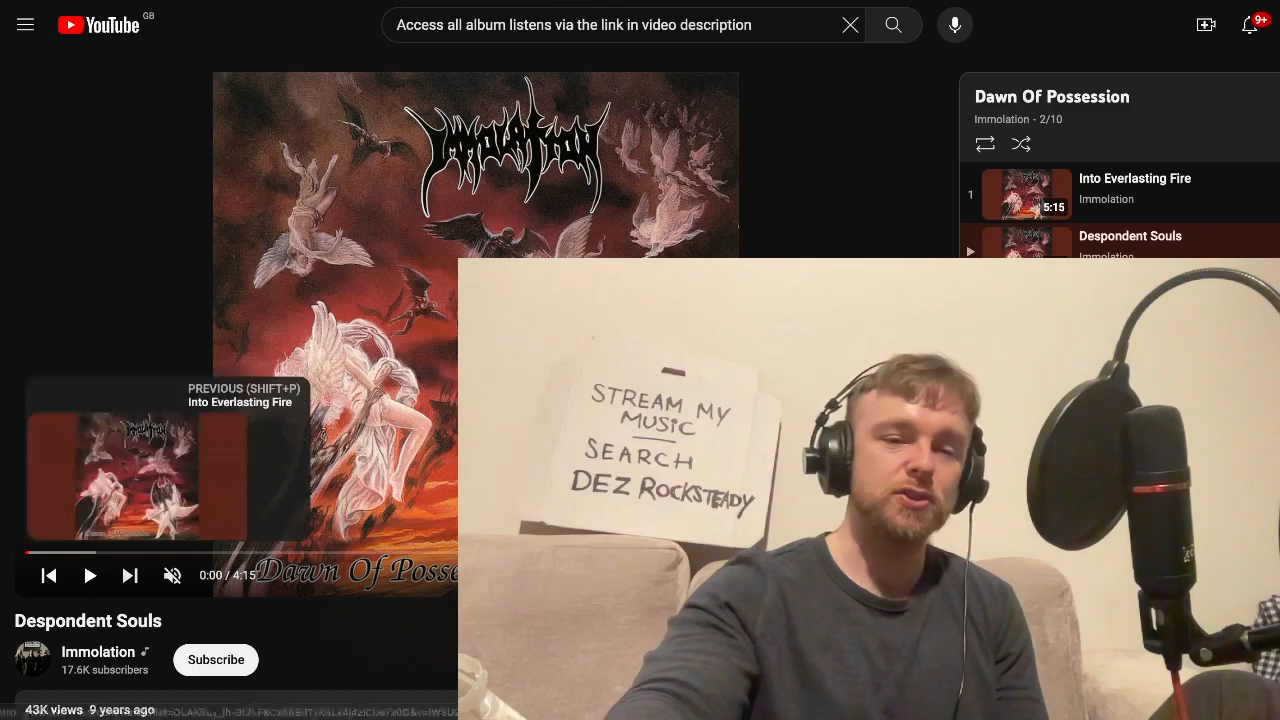 YouTube
GB
Access all album listens via the link in video description
9+
IMMOLATION
Dawn Of Possession
Immolation - 2/10
1
5:15
Into Everlasting Fire
Immolation
Despondent Souls
Immolation
PREVIOUS (SHIFT+P)
Into Everlasting Fire
IMMOLATION
STREAM MY
MUSIC
SEARCH
DEZ ROCKSTEADY
0:00 / 4:15
Dawn Of Posse
Despondent Souls
Immolation
17.6K subscribers
Subscribe
43K views 9 years ago